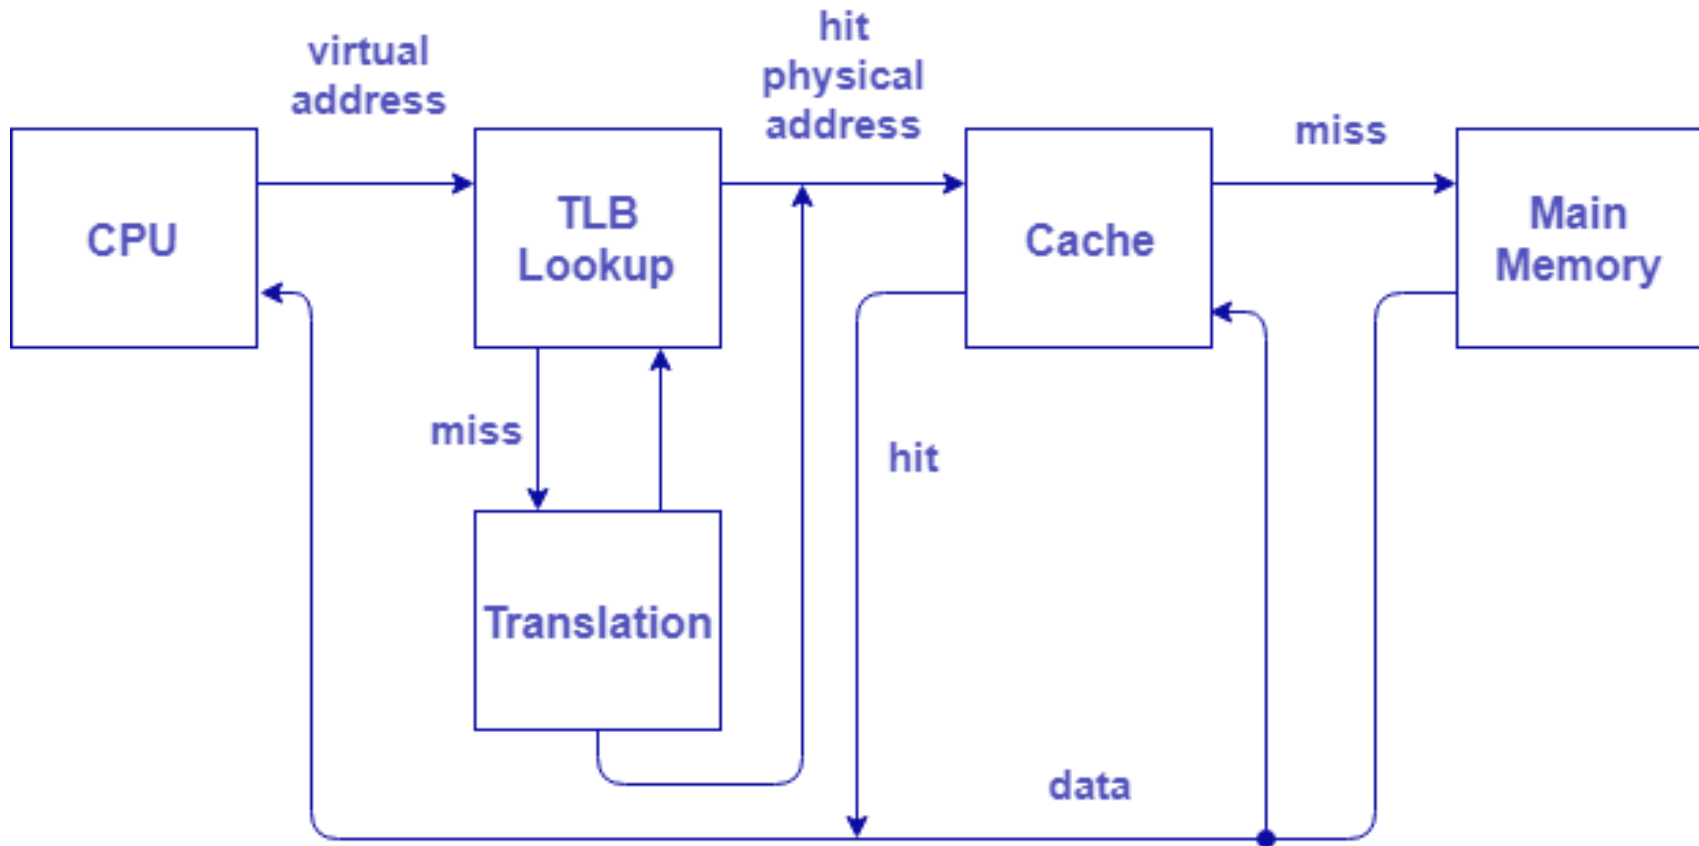 virtual
address
hit
physical
address
miss
CPU
TLB
Lookup
Cache
Main
Memory
miss
hit
Translation
data